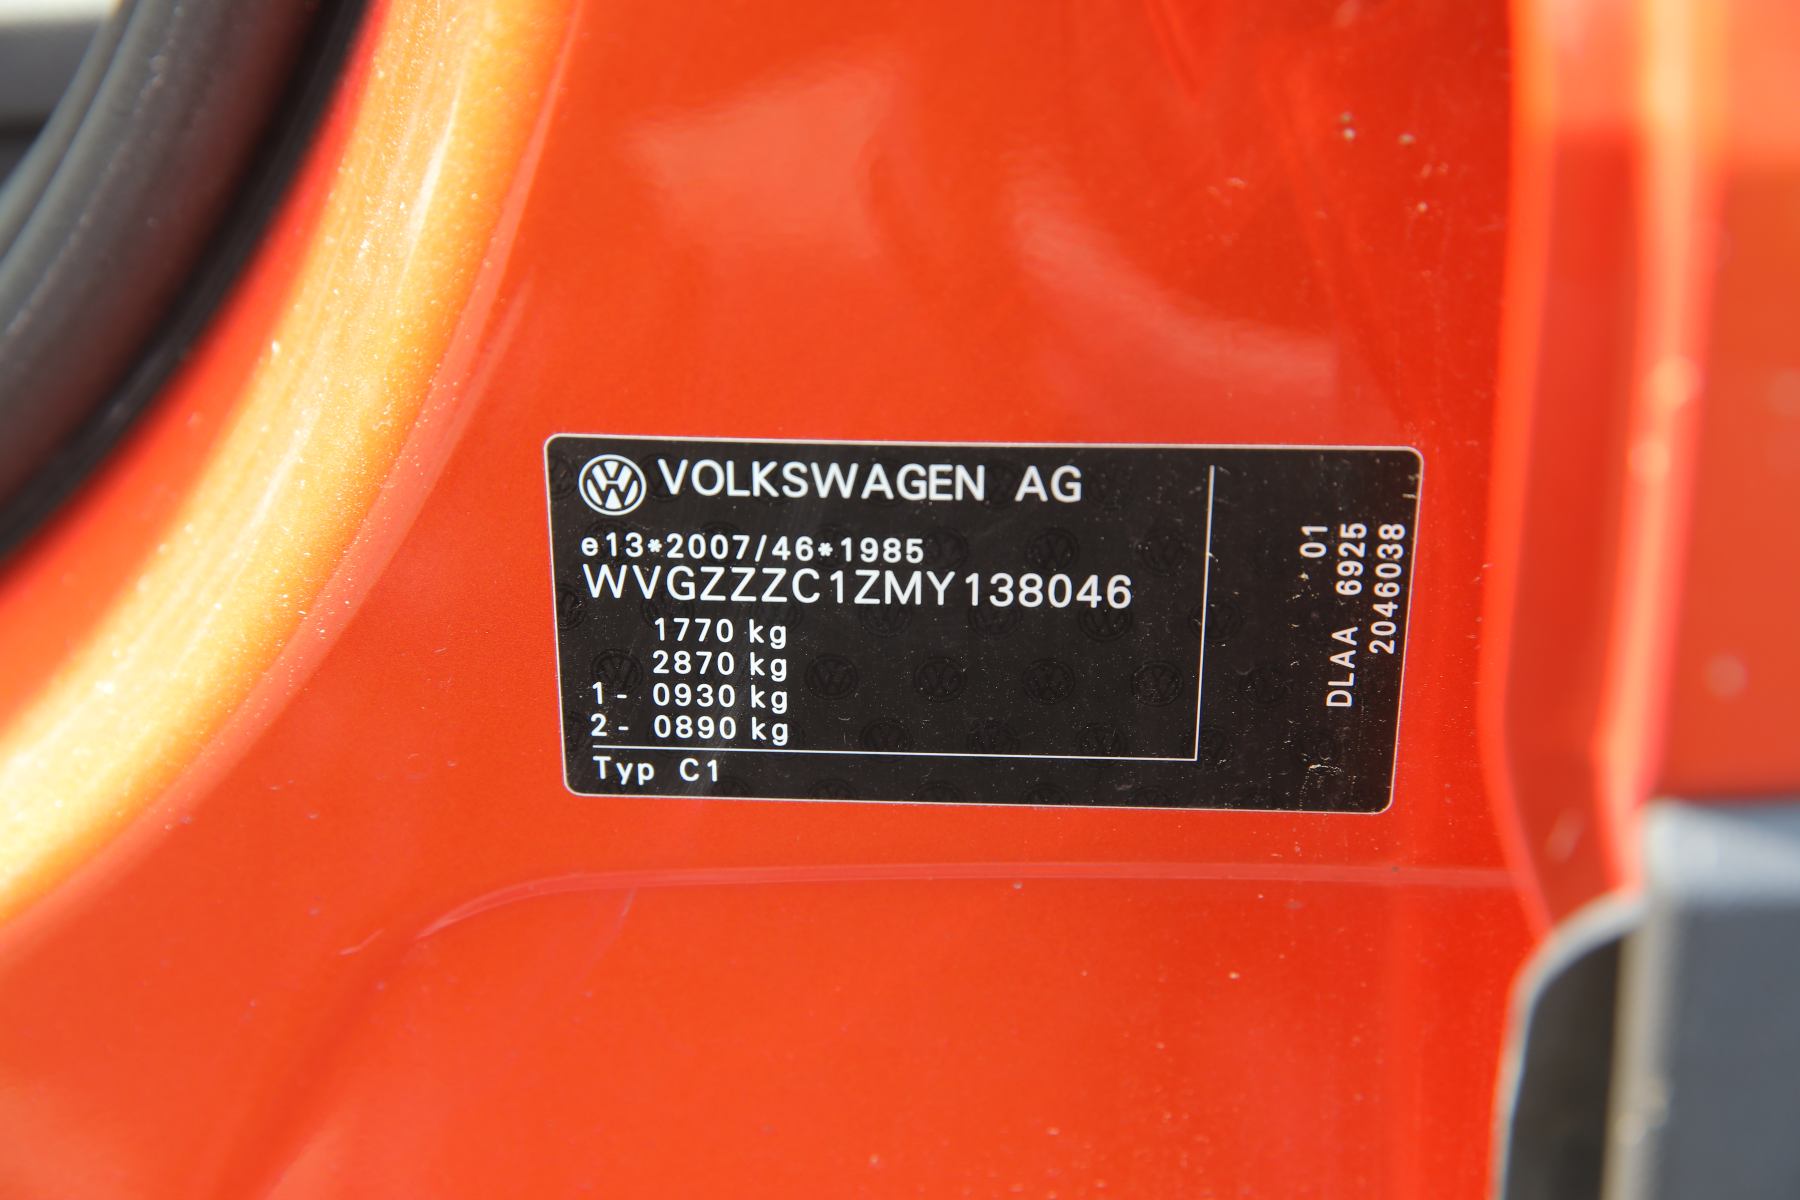 VOLKSWAGEN AG
e13*2007/46*1985
WVGZZZC1ZMY138046
1770 kg
2870 kg
1- 0930 kg
2- 0890 kg
Typ C1
01
DLAA 6925
2046038